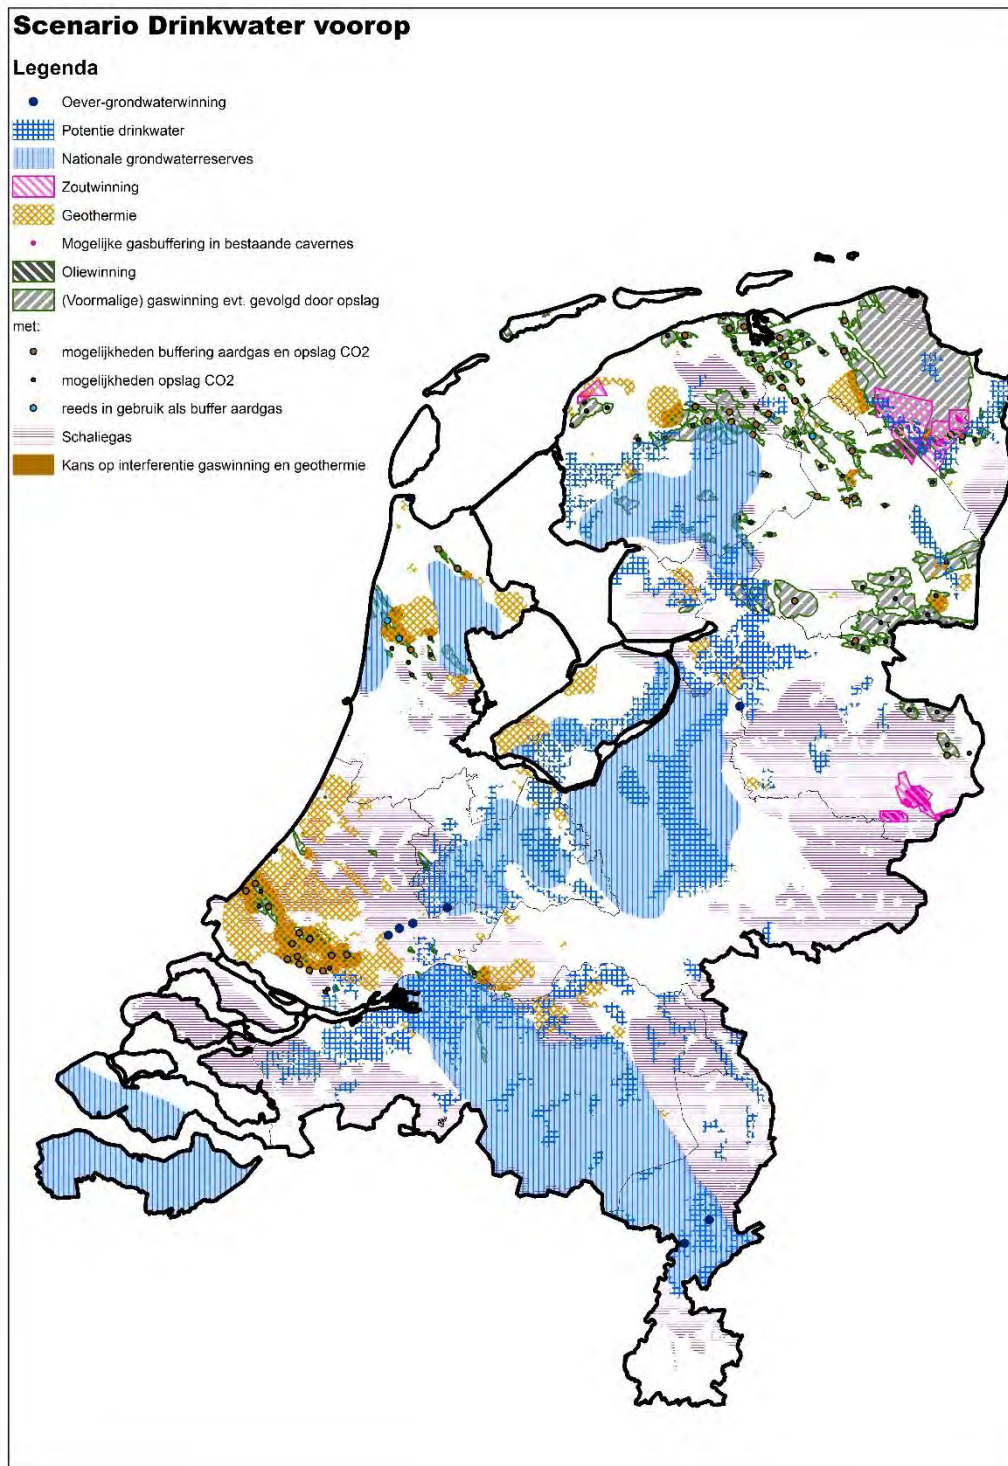 Scenario Drinkwater voorop
Legenda
Oever-grondwaterwinning
Potentie drinkwater
Nationale grondwaterreserves
Zoutwinning
Geothermie
Mogelijke gasbuffering in bestaande cavernes
Oliewinning
(Voormalige) gaswinning evt. gevolgd door opslag
met:
mogelijkheden buffering aardgas en opslag CO2
mogelijkheden opslag CO2
reeds in gebruik als buffer aardgas
Schaliegas
Kans op interferentie gaswinning en geothermie